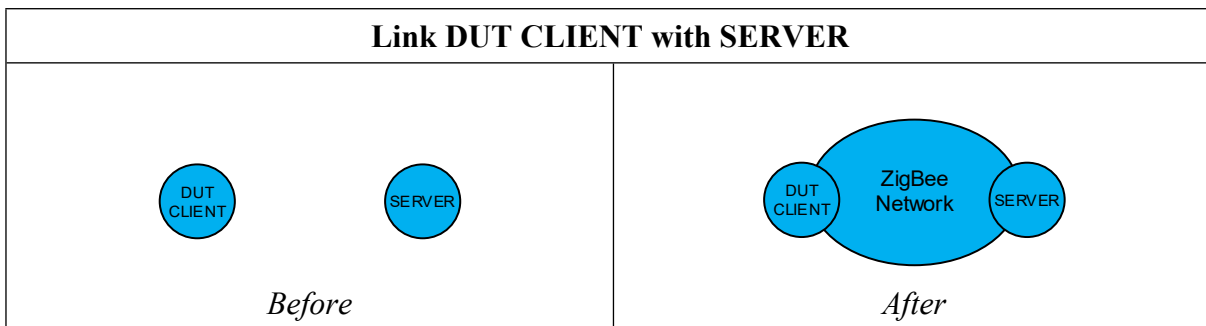 Link DUT CLIENT with SERVER
DUT
CLIENT
SERVER
Before
DUT
CLIENT
ZigBee
Network
SERVER
After